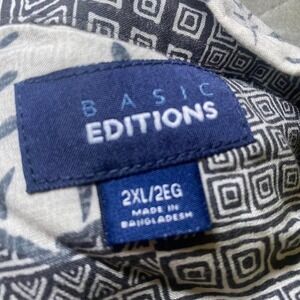 BASIC
EDITIONS
2XL/2EG
MADE IN
BANGLADESH